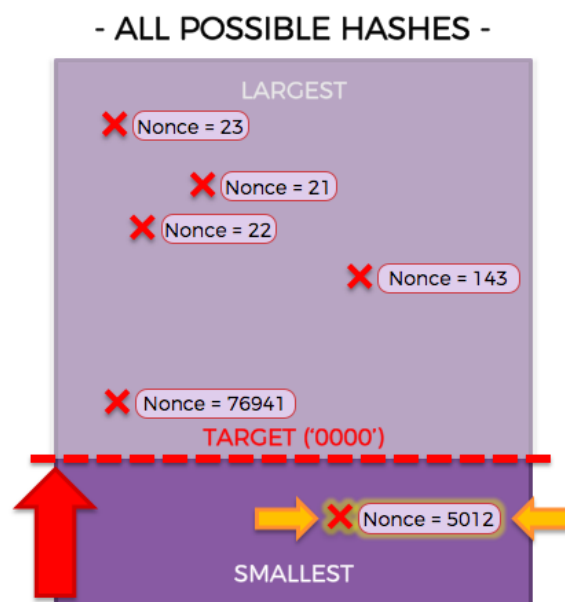 - ALL POSSIBLE HASHES -
LARGEST
Nonce = 23
Nonce = 21
Nonce = 22
Nonce = 143
Nonce = 76941
TARGET (‘0000’)
Nonce = 5012
SMALLEST